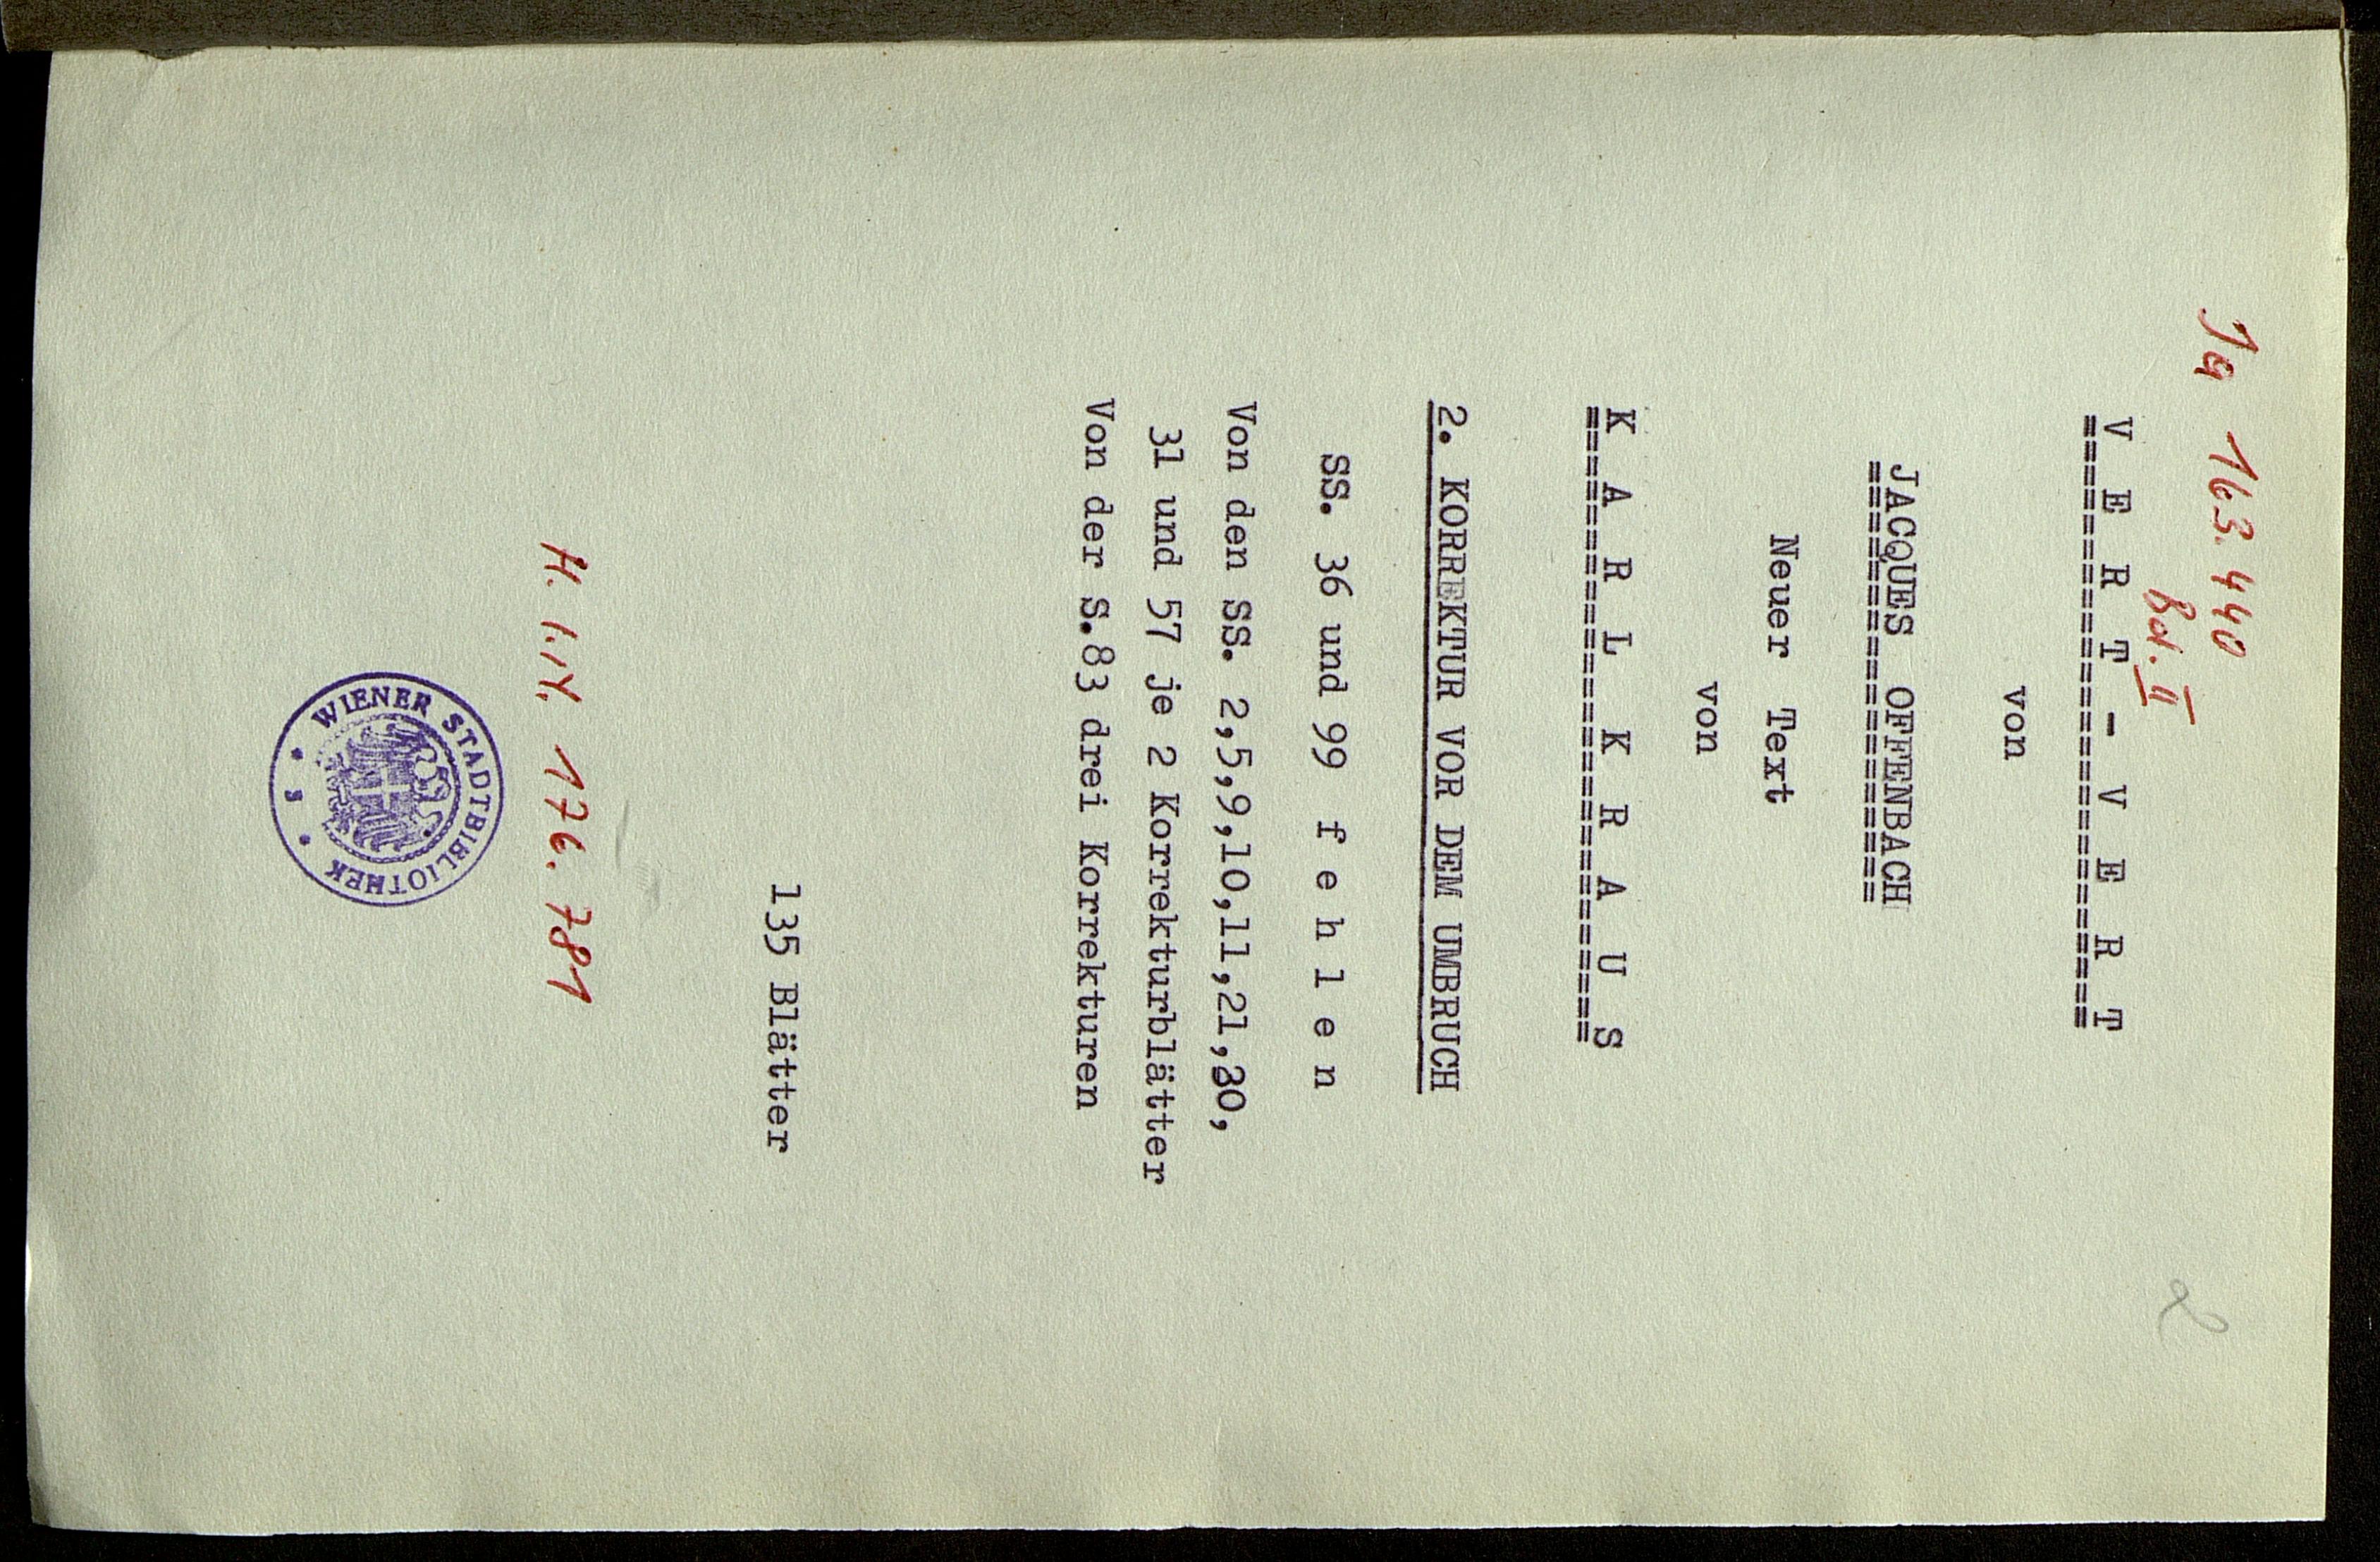 Ja 163.440
Bd. II
2
V E R T - V E R T
==========================
von
JACQUES OFFENBACH
==================
Neuer Text
von
K A R L K R A U S
==========================
2. KORREKTUR VOR DEM UMBRUCH
SS. 36 und 99 f e h l e n
Von den SS. 2,5,9,10,11,21,30,
31 und 57 je 2 Korrekturblätter
Von der S.83 drei Korrekturen
135 Blätter
H. I.N. 176.781
WIENER STADTBIBLIOTHEK
* S *